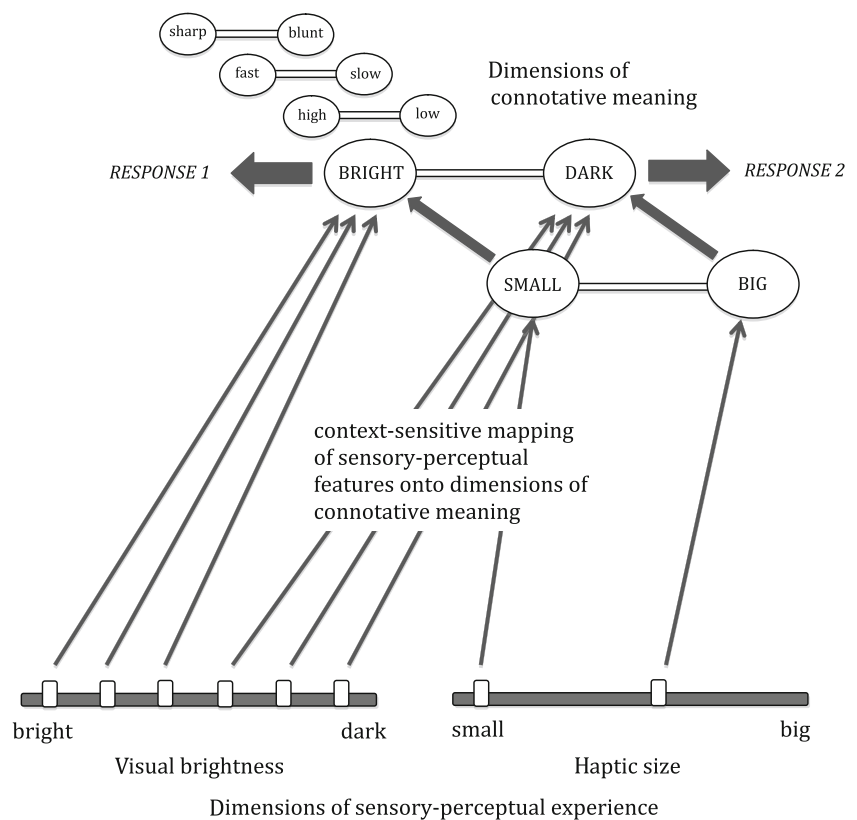 sharp blunt
fast slow
Dimensions of
connotative meaning
high low
RESPONSE 1 BRIGHT DARK RESPONSE 2
SMALL BIG
context-sensitive mapping
of sensory-perceptual
features onto dimensions of
connotative meaning
bright dark small big
Visual brightness Haptic size
Dimensions of sensory-perceptual experience